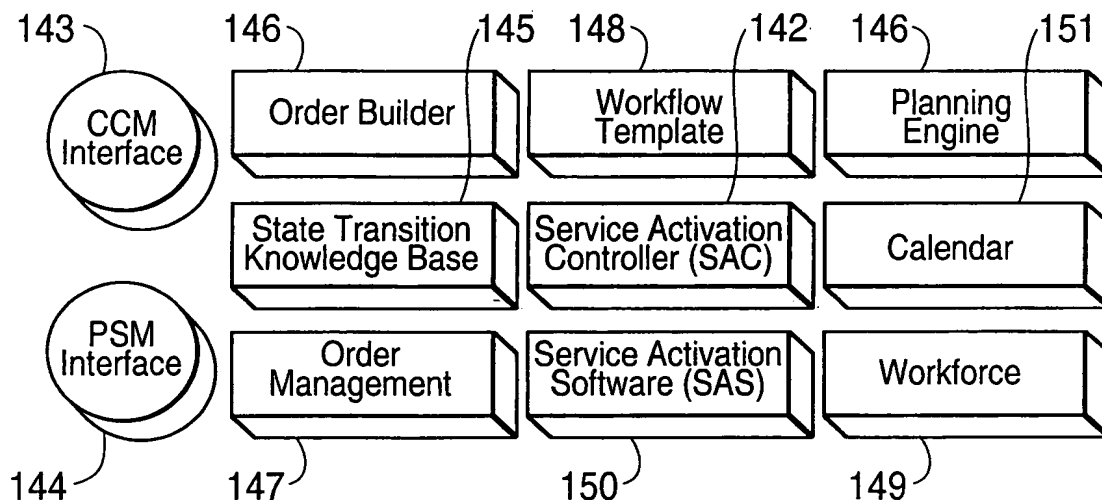 143
146
145
148
142
146
151
CCM
Interface
Order Builder
Workflow
Template
Planning
Engine
State Transition
Knowledge Base
Service Activation
Controller (SAC)
Calendar
PSM
Interface
Order
Management
Service Activation
Software (SAS)
Workforce
144
147
150
149